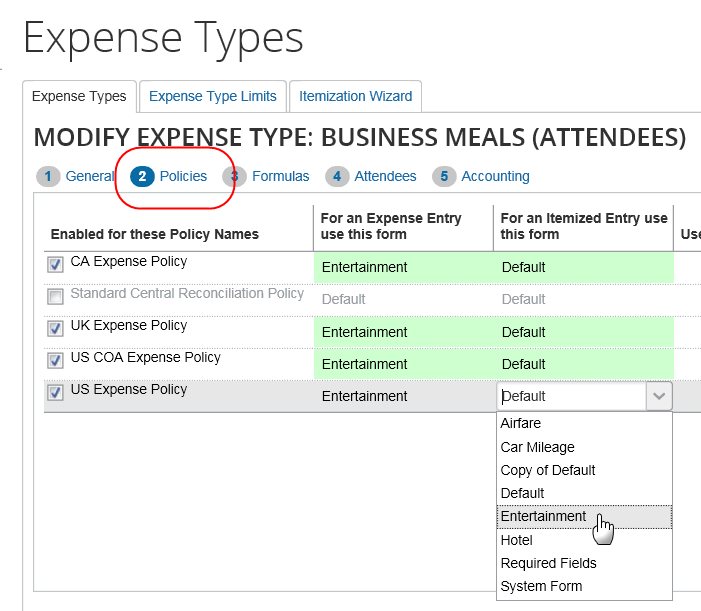 Expense Types
Expense Types Expense Type Limits Itemization Wizard
MODIFY EXPENSE TYPE: BUSINESS MEALS (ATTENDEES)
1 General 2 Policies 3 Formulas 4 Attendees 5 Accounting
Enabled for these Policy Names
For an Expense Entry
use this form
For an Itemized Entry use
this form
Use
CA Expense Policy Entertainment Default
Standard Central Reconciliation Policy Default Default
UK Expense Policy Entertainment Default
US COA Expense Policy Entertainment Default
US Expense Policy Entertainment Default
Airfare
Car Mileage
Copy of Default
Default
Entertainment
Hotel
Required Fields
System Form